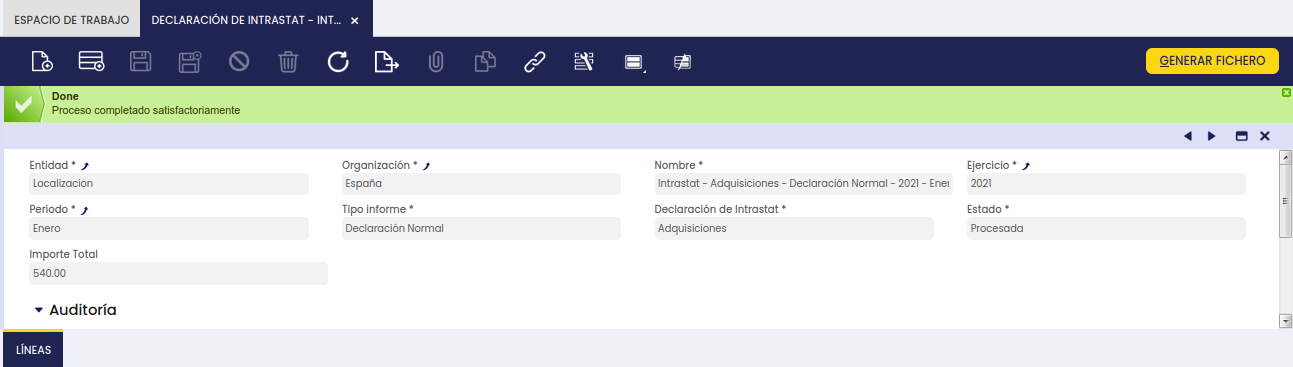 ESPACIO DE TRABAJO
DECLARACIÓN DE INTRASTAT - INT...
GENERAR FICHERO
Done
Proceso completado satisfactoriamente
Entidad * Organización * Nombre * Ejercicio *
Localizacion España Intrastat - Adquisiciones - Declaración Normal - 2021 - Ener 2021
Periodo * Tipo informe * Declaración de Intrastat * Estado *
Enero Declaración Normal Adquisiciones Procesada
Importe Total
540.00
Auditoría
LÍNEAS